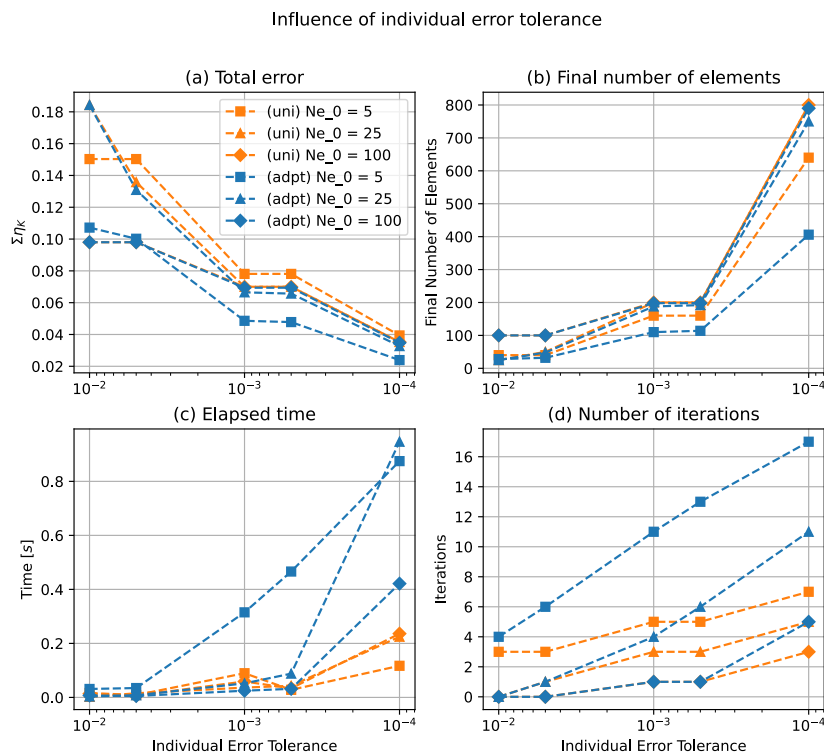 Influence of individual error tolerance
(a) Total error
0.18
0.16
0.14
0.12
0.10
0.08
0.06
0.04
0.02
Ση_K
10⁻²
10⁻³
10⁻⁴
(uni) Ne_0 = 5
(uni) Ne_0 = 25
(uni) Ne_0 = 100
(adpt) Ne_0 = 5
(adpt) Ne_0 = 25
(adpt) Ne_0 = 100
(b) Final number of elements
800
700
600
500
400
300
200
100
0
Final Number of Elements
10⁻²
10⁻³
10⁻⁴
(c) Elapsed time
0.8
0.6
0.4
0.2
0.0
Time [s]
10⁻²
10⁻³
10⁻⁴
Individual Error Tolerance
(d) Number of iterations
16
14
12
10
8
6
4
2
0
Iterations
10⁻²
10⁻³
10⁻⁴
Individual Error Tolerance